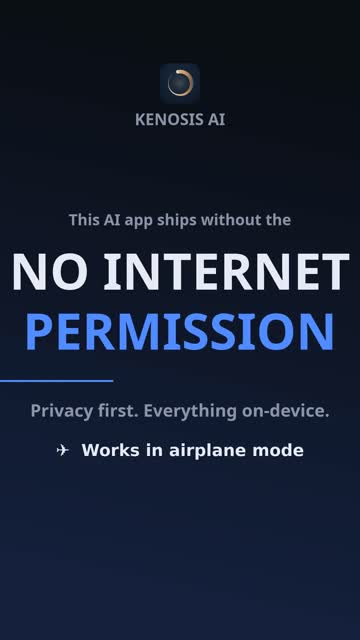 KENOSIS AI
This AI app ships without the
NO INTERNET
PERMISSION
Privacy first. Everything on-device.
✈ Works in airplane mode